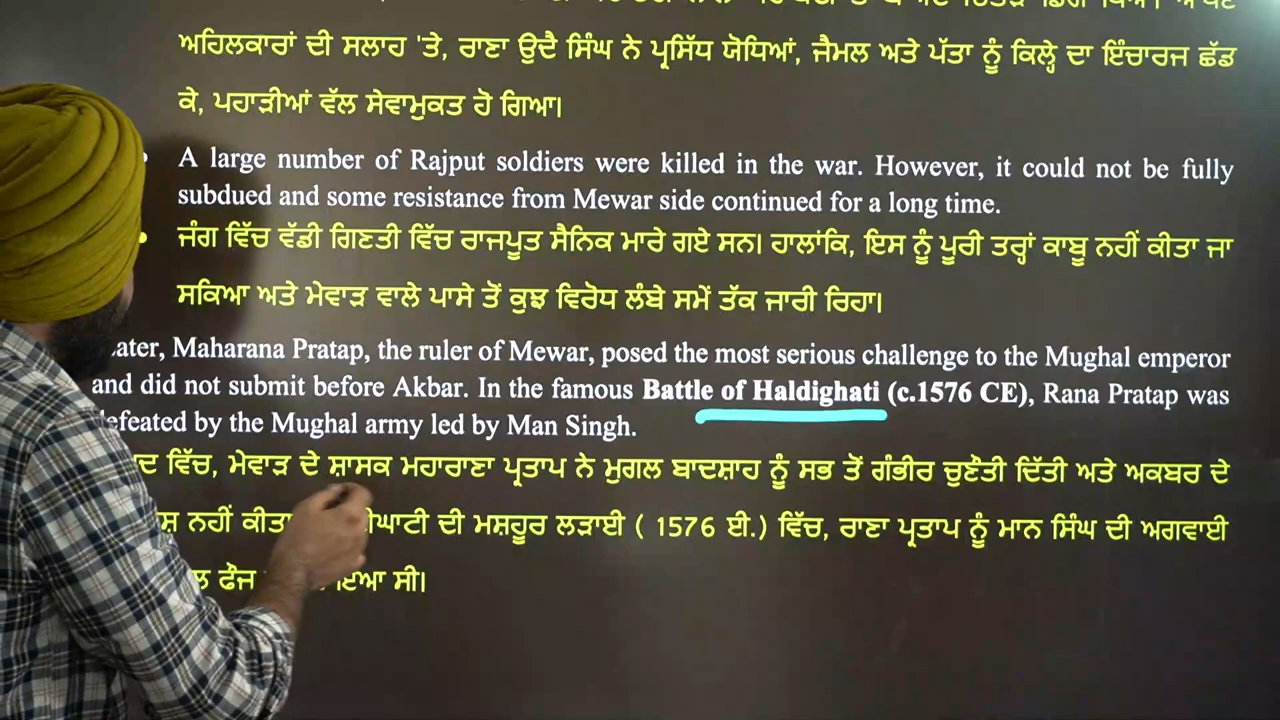 ਅਹਿਲਕਾਰਾਂ ਦੀ ਸਲਾਹ 'ਤੇ, ਰਾਣਾ ਉਦੈ ਸਿੰਘ ਨੇ ਪ੍ਰਸਿੱਧ ਯੋਧਿਆਂ, ਜੈਮਲ ਅਤੇ ਪੱਤਾ ਨੂੰ ਕਿਲ੍ਹੇ ਦਾ ਇੰਚਾਰਜ ਛੱਡ
ਕੇ, ਪਹਾੜੀਆਂ ਵੱਲ ਸੇਵਾਮੁਕਤ ਹੋ ਗਿਆ।
• A large number of Rajput soldiers were killed in the war. However, it could not be fully
subdued and some resistance from Mewar side continued for a long time.
• ਜੰਗ ਵਿੱਚ ਵੱਡੀ ਗਿਣਤੀ ਵਿੱਚ ਰਾਜਪੂਤ ਸੈਨਿਕ ਮਾਰੇ ਗਏ ਸਨ। ਹਾਲਾਂਕਿ, ਇਸ ਨੂੰ ਪੂਰੀ ਤਰ੍ਹਾਂ ਕਾਬੂ ਨਹੀਂ ਕੀਤਾ ਜਾ
ਸਕਿਆ ਅਤੇ ਮੇਵਾੜ ਵਾਲੇ ਪਾਸੇ ਤੋਂ ਕੁਝ ਵਿਰੋਧ ਲੰਬੇ ਸਮੇਂ ਤੱਕ ਜਾਰੀ ਰਿਹਾ।
ater, Maharana Pratap, the ruler of Mewar, posed the most serious challenge to the Mughal emperor
and did not submit before Akbar. In the famous Battle of Haldighati (c.1576 CE), Rana Pratap was
efeated by the Mughal army led by Man Singh.
ਵਿੱਚ, ਮੇਵਾੜ ਦੇ ਸ਼ਾਸਕ ਮਹਾਰਾਣਾ ਪ੍ਰਤਾਪ ਨੇ ਮੁਗਲ ਬਾਦਸ਼ਾਹ ਨੂੰ ਸਭ ਤੋਂ ਗੰਭੀਰ ਚੁਣੌਤੀ ਦਿੱਤੀ ਅਤੇ ਅਕਬਰ ਦੇ
ਨਹੀਂ ਕੀਤਾ ਘਾਟੀ ਦੀ ਮਸ਼ਹੂਰ ਲੜਾਈ ( 1576 ਈ.) ਵਿੱਚ, ਰਾਣਾ ਪ੍ਰਤਾਪ ਨੂੰ ਮਾਨ ਸਿੰਘ ਦੀ ਅਗਵਾਈ
ਫੌਜ ਸੀ।